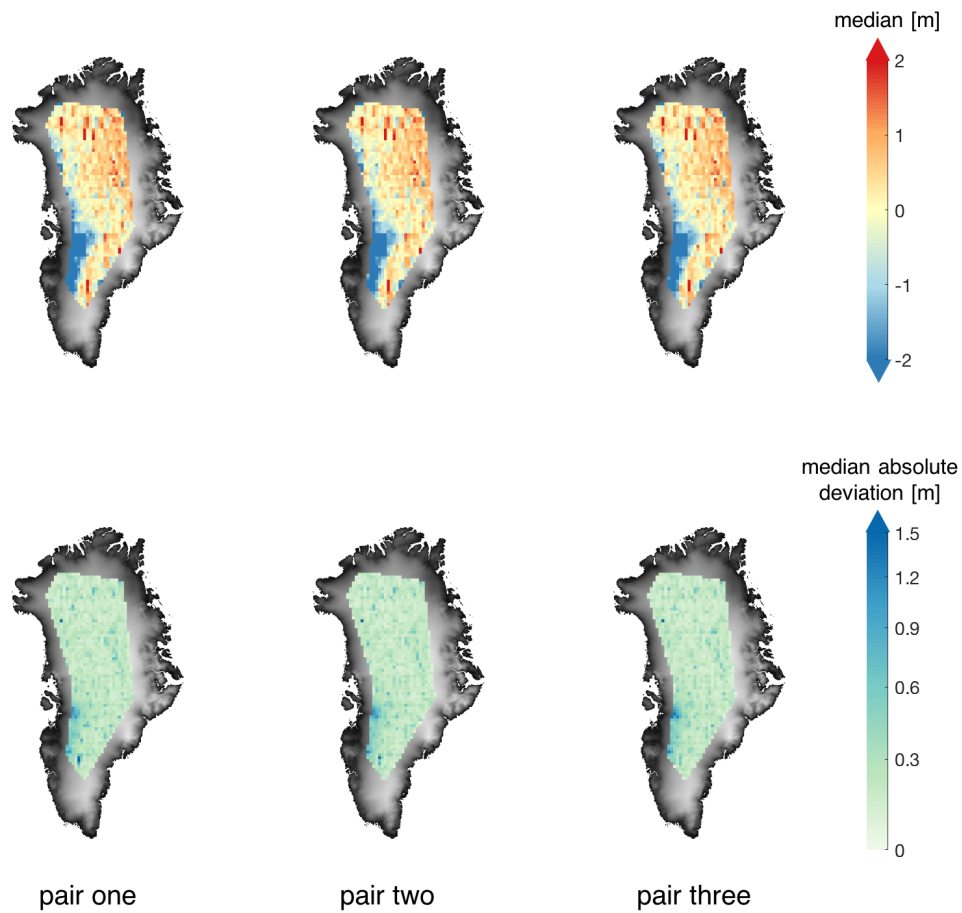 median [m]
2
1
0
-1
-2
median absolute
deviation [m]
1.5
1.2
0.9
0.6
0.3
0
pair one
pair two
pair three